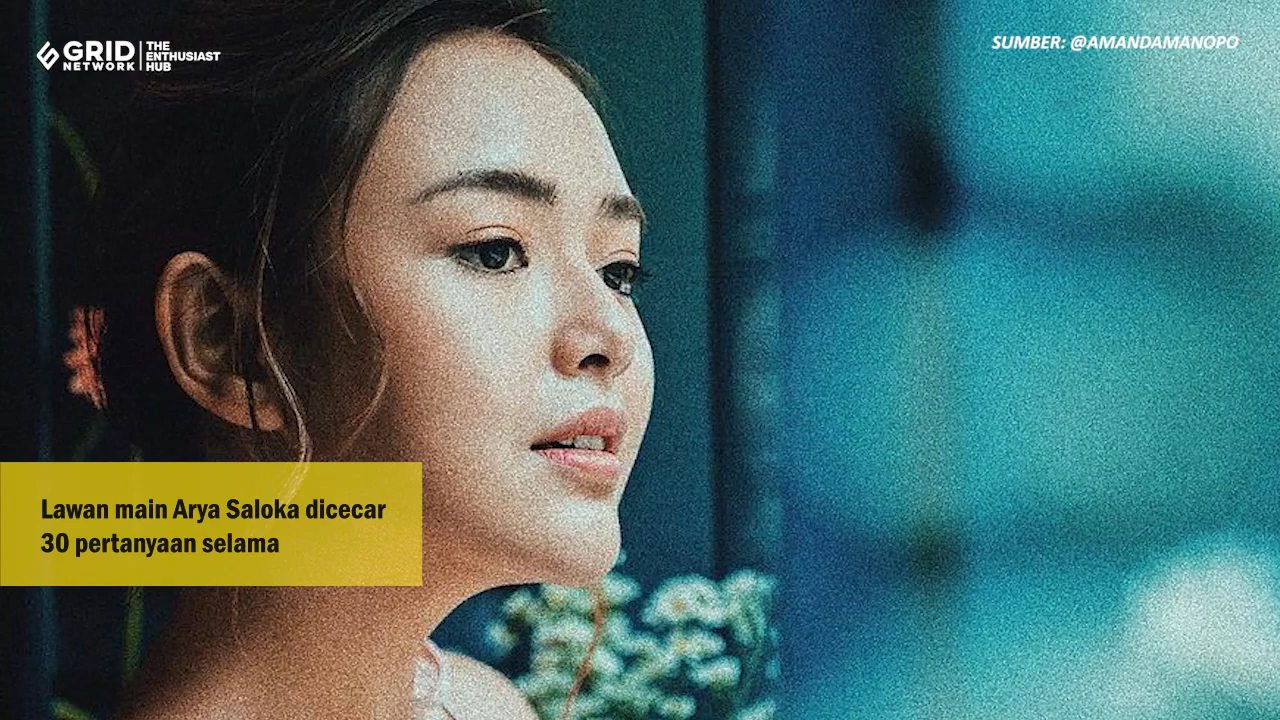 GRID
NETWORK
THE
ENTHUSIAST
HUB
SUMBER: @AMANDAMANOPO
Lawan main Arya Saloka dicecar
30 pertanyaan selama